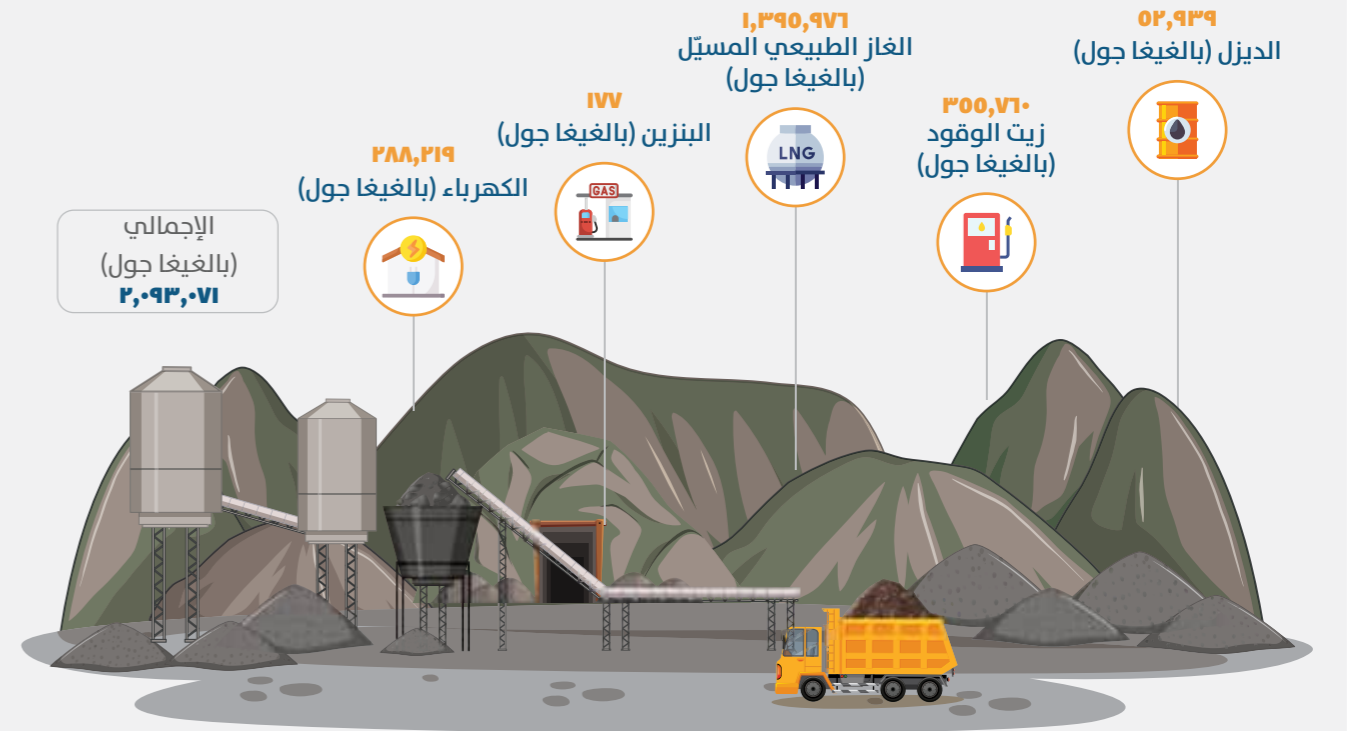 ٥٢,٩٣٩
الديزل (بالغيغا جول)
٣٥٥,٧٦٠
زيت الوقود
(بالغيغا جول)
١,٣٩٥,٩٧٦
الغاز الطبيعي المسيّل
(بالغيغا جول)
LNG
١٧٧
البنزين (بالغيغا جول)
GAS
٢٨٨,٢١٩
الكهرباء (بالغيغا جول)
الإجمالي
(بالغيغا جول)
٢,٠٩٣,٠٧١